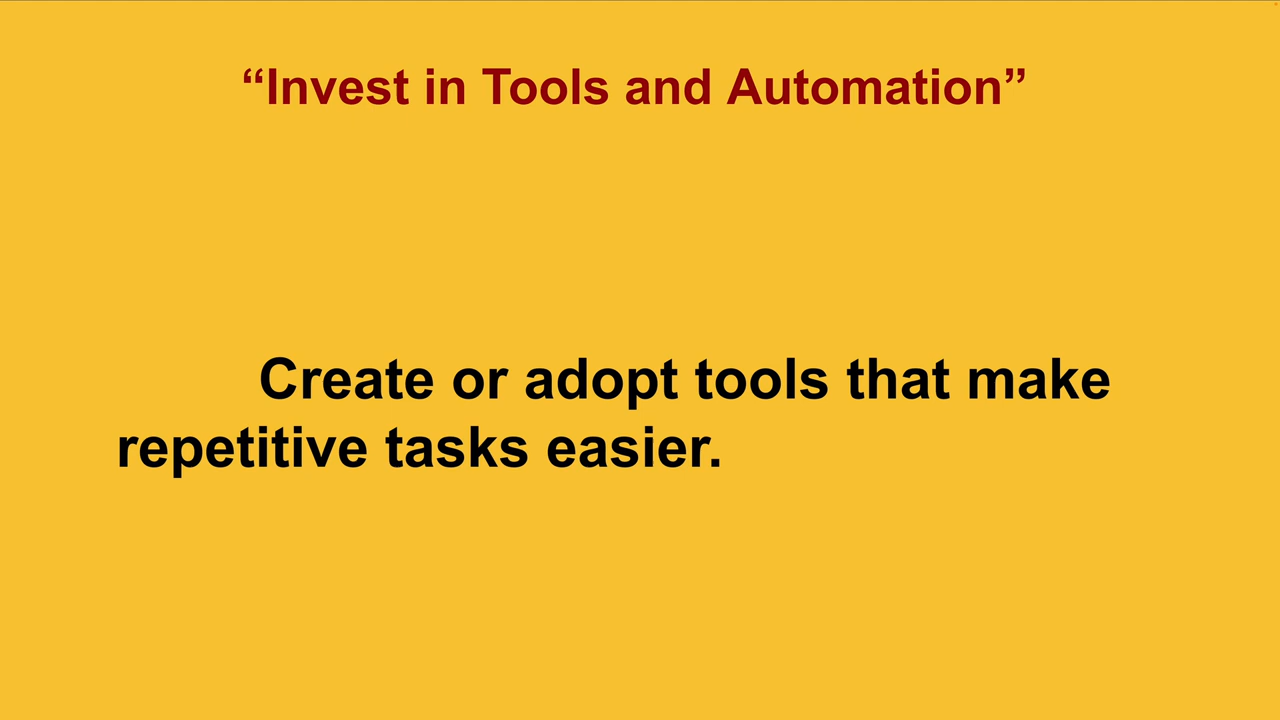 “Invest in Tools and Automation”
Create or adopt tools that make
repetitive tasks easier.